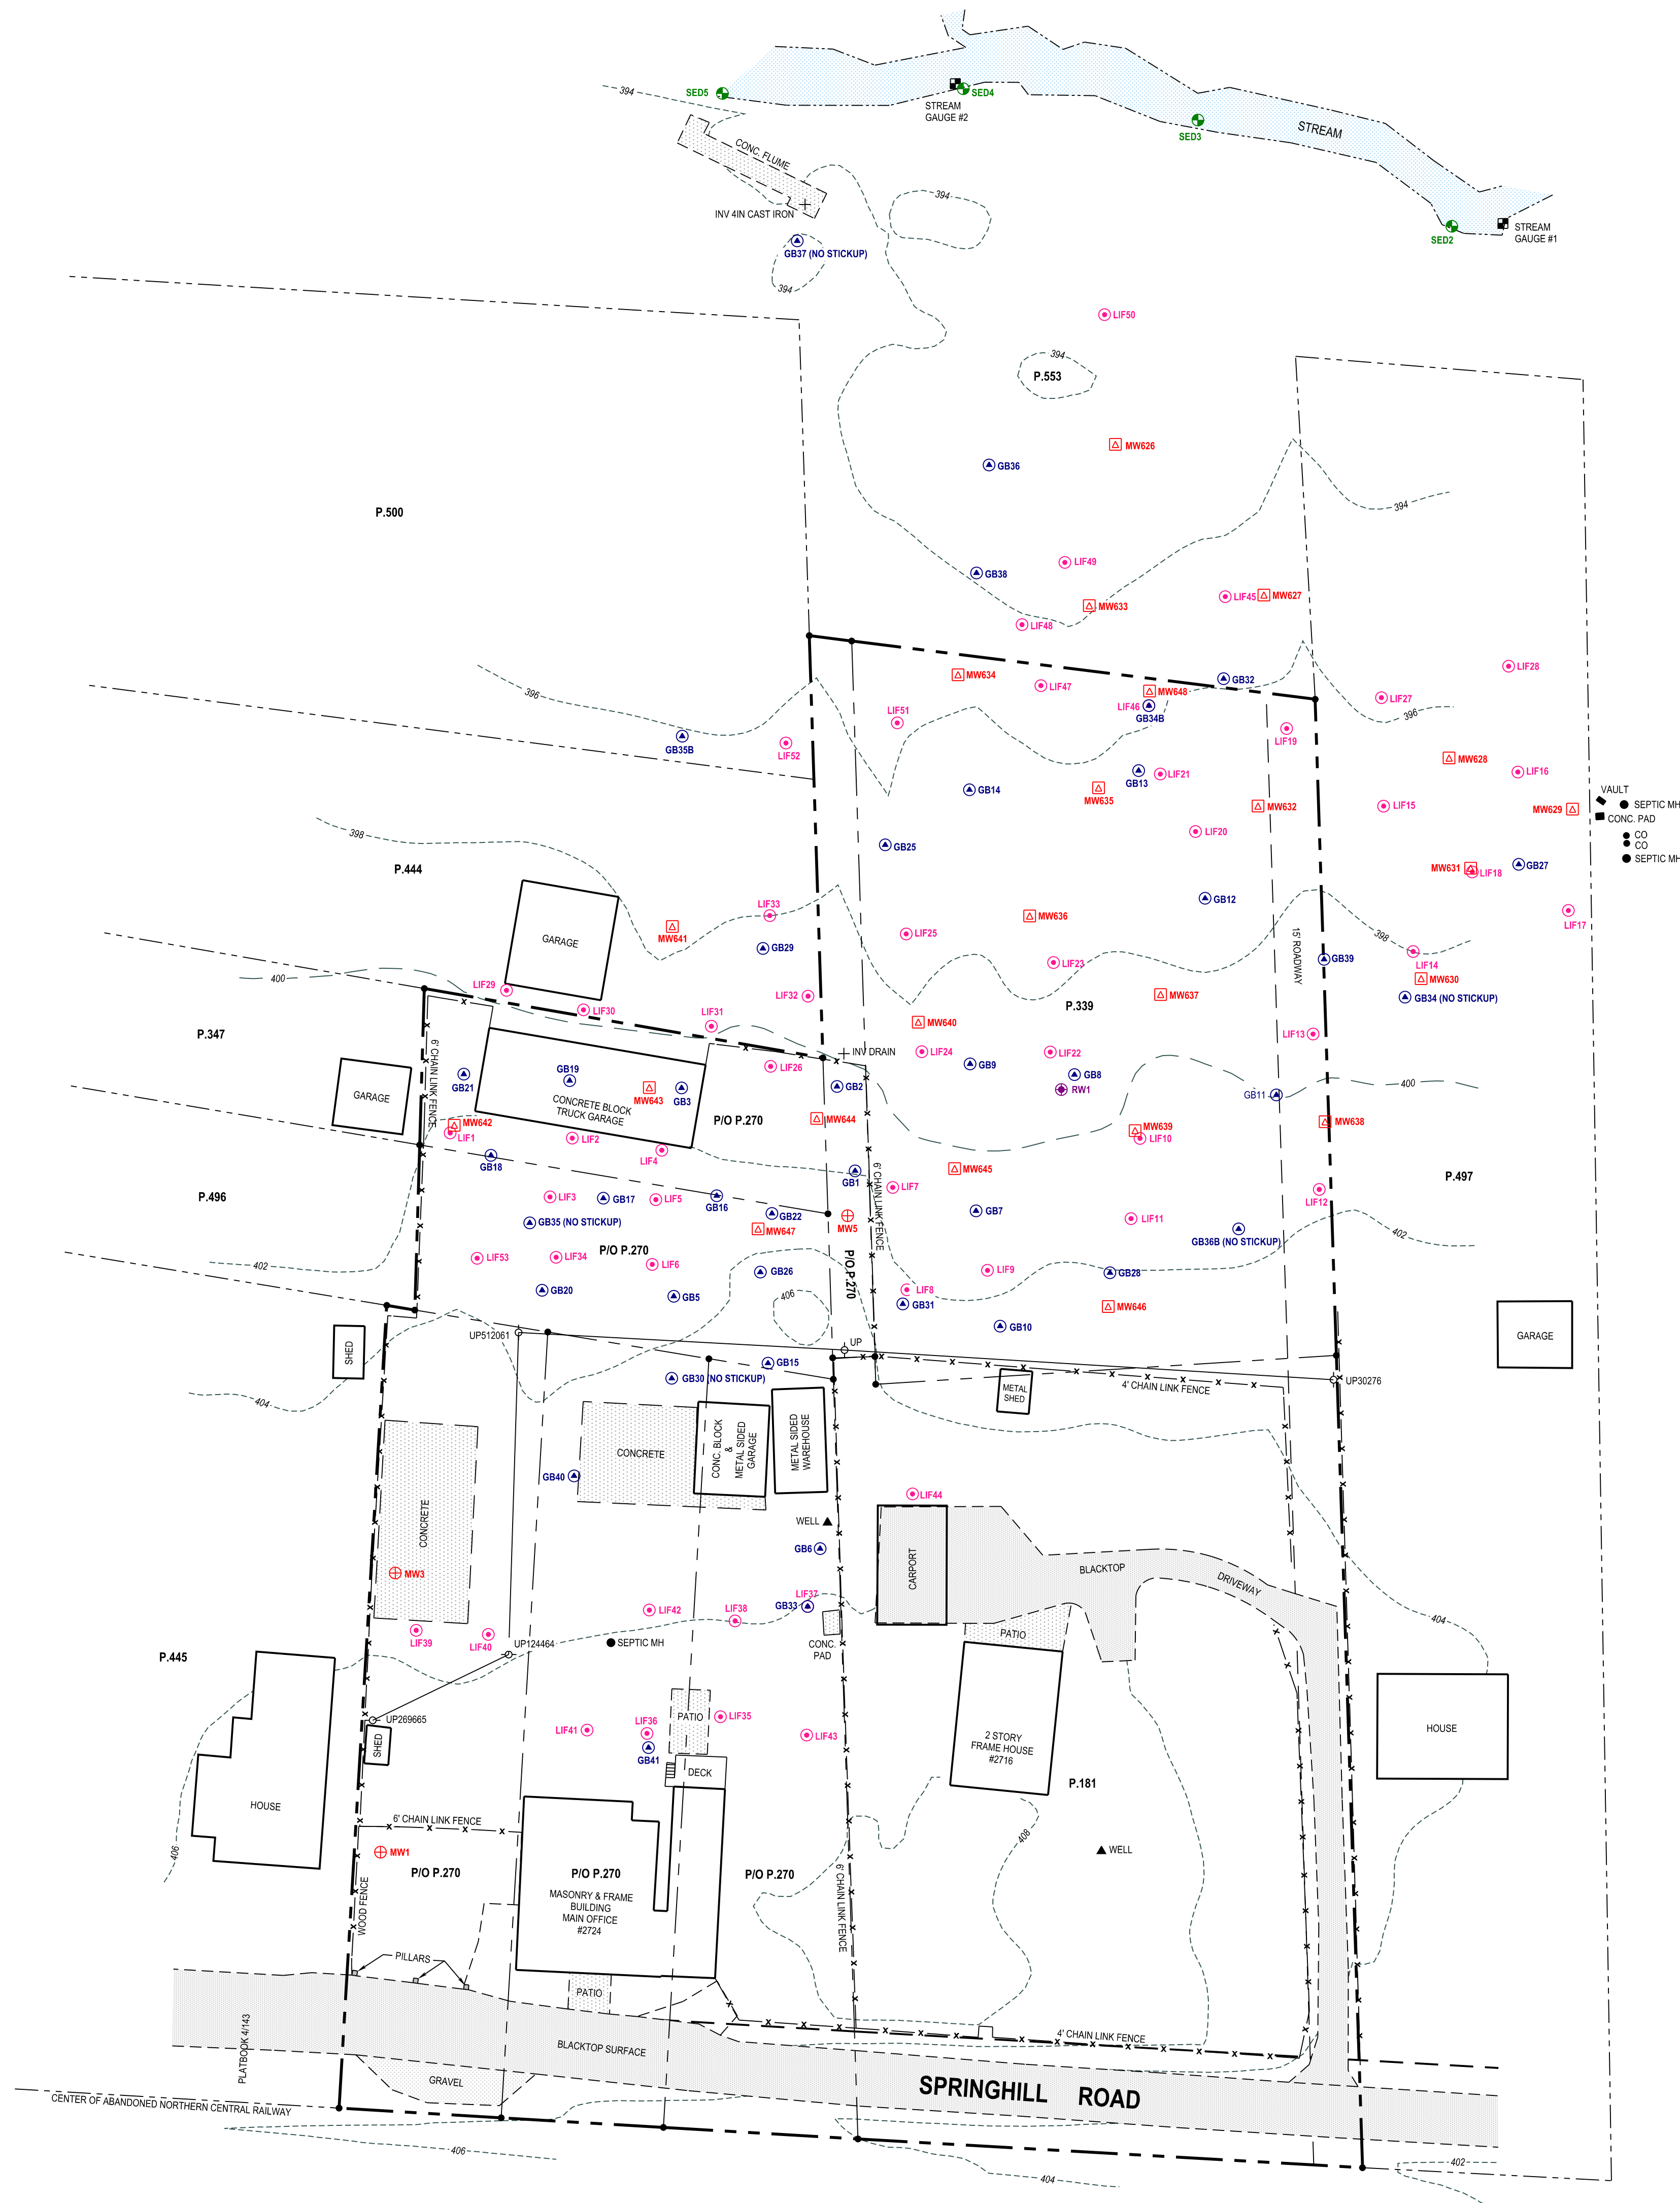 394
SED5
SED4
STREAM
GAUGE #2
SED3
STREAM
CONC. FLUME
INV 4IN CAST IRON
394
SED2
STREAM
GAUGE #1
GB37 (NO STICKUP)
394
LIF50
394
P.553
MW626
GB36
P.500
394
LIF49
GB38
MW633
LIF45
MW627
LIF48
MW634
LIF47
MW648
GB32
LIF28
396
LIF46
GB34B
LIF27
396
LIF51
LIF19
GB35B
LIF52
MW628
LIF16
GB13
LIF21
GB14
MW635
MW632
LIF15
VAULT
SEPTIC MH
MW629
CONC. PAD
398
LIF20
CO
CO
GB25
SEPTIC MH
P.444
MW631
LIF18
GB27
GB12
LIF33
MW636
LIF17
MW641
GARAGE
LIF25
15' ROADWAY
398
GB29
LIF23
GB39
LIF14
400
MW630
LIF29
LIF32
MW637
GB34 (NO STICKUP)
LIF30
P.339
LIF31
MW640
P.347
LIF13
6' CHAIN LINK FENCE
INV DRAIN
LIF24
LIF22
LIF26
GB9
GB19
GB21
GB8
GB2
400
GARAGE
MW643
GB3
RW1
GB11
CONCRETE BLOCK
TRUCK GARAGE
P/O P.270
MW644
MW642
MW638
LIF1
LIF2
MW639
LIF10
LIF4
GB18
MW645
GB1
6' CHAIN LINK FENCE
P.497
P.496
LIF3
GB17
LIF5
GB16
LIF7
LIF12
GB22
GB7
GB35 (NO STICKUP)
MW5
LIF11
MW647
GB36B (NO STICKUP)
402
P/O P.270
LIF53
LIF34
LIF6
402
P/O P.270
GB26
LIF9
GB28
GB20
GB5
406
LIF8
GB31
MW646
GB10
UP512061
UP
GARAGE
SHED
GB15
GB30 (NO STICKUP)
METAL
SHED
4' CHAIN LINK FENCE
UP30276
404
CONCRETE
CONC. BLOCK
&
METAL SIDED
GARAGE
METAL SIDED
WAREHOUSE
GB40
LIF44
CONCRETE
WELL
GB6
CARPORT
BLACKTOP
DRIVEWAY
MW3
LIF37
GB33
LIF42
LIF38
404
LIF39
LIF40
UP124464
SEPTIC MH
CONC.
PAD
PATIO
P.445
UP269665
PATIO
LIF35
LIF36
LIF41
LIF43
SHED
GB41
2 STORY
FRAME HOUSE
#2716
HOUSE
DECK
P.181
HOUSE
6' CHAIN LINK FENCE
408
406
MW1
WELL
P/O P.270
P/O P.270
P/O P.270
MASONRY & FRAME
BUILDING
MAIN OFFICE
#2724
WOOD FENCE
6' CHAIN LINK FENCE
PILLARS
PATIO
PLATBOOK 4/143
4' CHAIN LINK FENCE
BLACKTOP SURFACE
GRAVEL
SPRINGHILL ROAD
CENTER OF ABANDONED NORTHERN CENTRAL RAILWAY
406
404
402